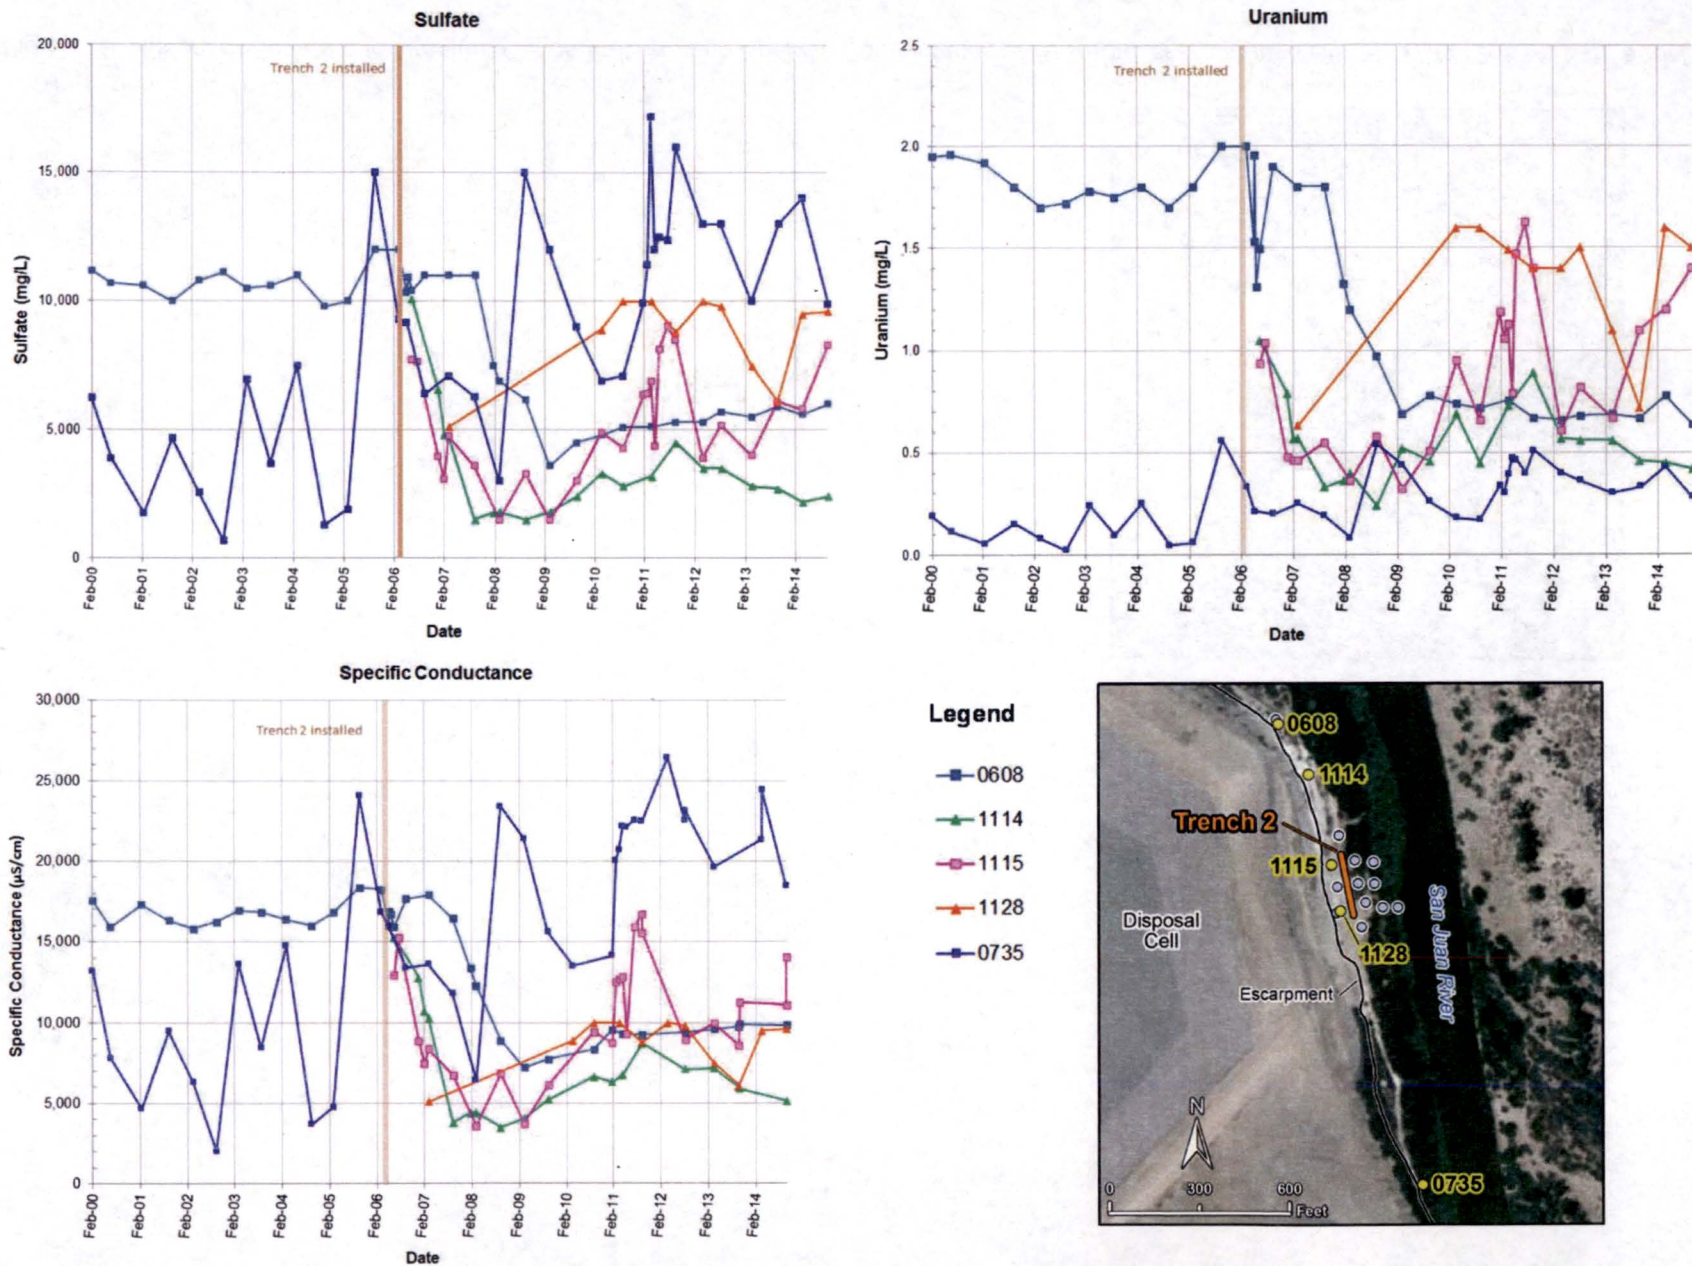 Sulfate
20,000
15,000
10,000
5,000
0
Sulfate (mg/L)
Trench 2 installed
Feb-00
Feb-01
Feb-02
Feb-03
Feb-04
Feb-05
Feb-06
Feb-07
Feb-08
Feb-09
Feb-10
Feb-11
Feb-12
Feb-13
Feb-14
Date
Uranium
2.5
2.0
1.5
1.0
0.5
0.0
Uranium (mg/L)
Trench 2 installed
Feb-00
Feb-01
Feb-02
Feb-03
Feb-04
Feb-05
Feb-06
Feb-07
Feb-08
Feb-09
Feb-10
Feb-11
Feb-12
Feb-13
Feb-14
Date
Specific Conductance
30,000
25,000
20,000
15,000
10,000
5,000
0
Specific Conductance (µS/cm)
Trench 2 installed
Feb-00
Feb-01
Feb-02
Feb-03
Feb-04
Feb-05
Feb-06
Feb-07
Feb-08
Feb-09
Feb-10
Feb-11
Feb-12
Feb-13
Feb-14
Date
Legend
0608
1114
1115
1128
0735
0608
1114
Trench 2
1115
Disposal
Cell
San Juan River
1128
Escarpment
N
0735
0 300 600
Feet